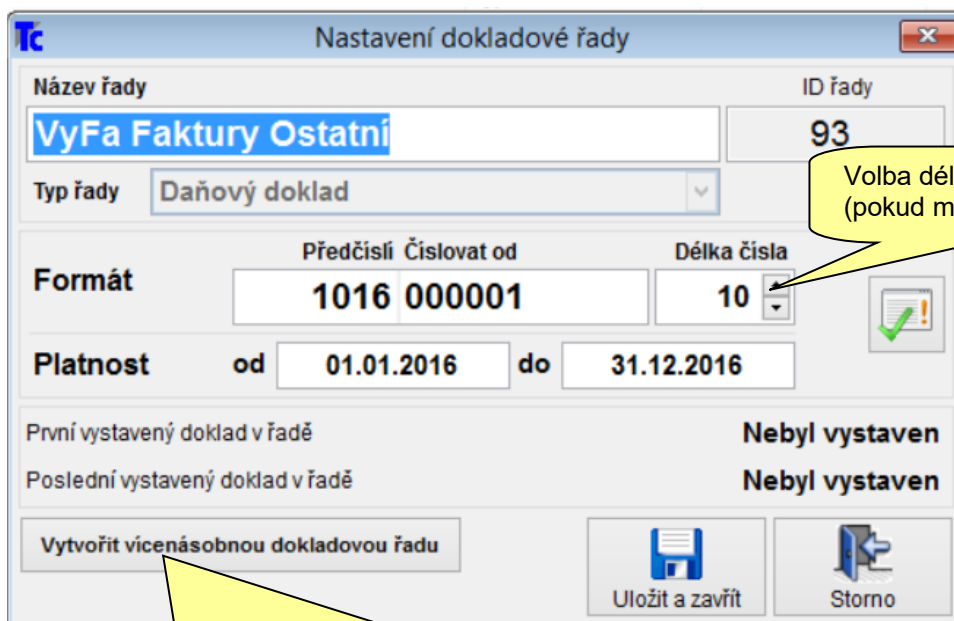 Tc Nastavení dokladové řady
Název řady ID řady
VyFa Faktury Ostatní 93
Typ řady Daňový doklad
Volba dél
(pokud m
Předčíslí Číslovat od Délka čísla
Formát 1016 000001 10
Platnost od 01.01.2016 do 31.12.2016
První vystavený doklad v řadě Nebyl vystaven
Poslední vystavený doklad v řadě Nebyl vystaven
Vytvořit vícenásobnou dokladovou řadu
Uložit a zavřít Storno